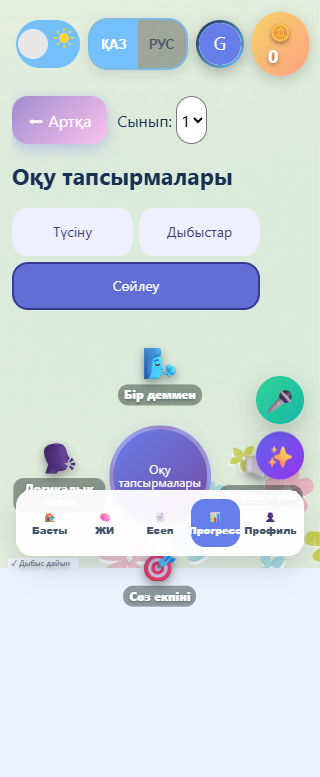 ҚАЗ РУС G 0
⬅ Артқа Сынып: 1
Оқу тапсырмалары
Түсіну Дыбыстар
Сөйлеу
Бір деммен
Оқу
тапсырмалары
Басты ЖИ Есеп Прогресс Профиль
✓ Дыбыс дайын
Сөз екпіні